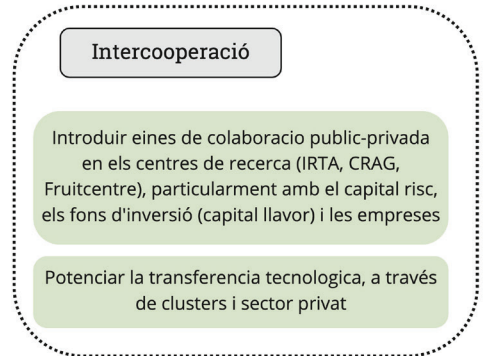 Intercooperació
Introduir eines de colaboracio public-privada
en els centres de recerca (IRTA, CRAG,
Fruitcentre), particularment amb el capital risc,
els fons d'inversió (capital llavor) i les empreses
Potenciar la transferencia tecnologica, a través
de clusters i sector privat